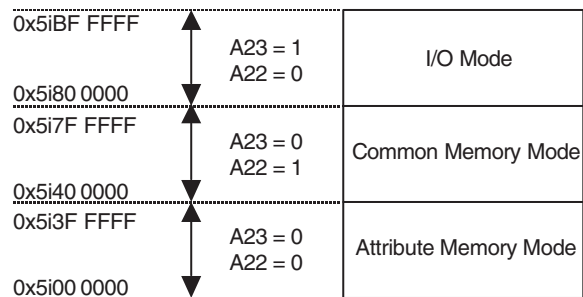 0x5iBF FFFF
A23 = 1
A22 = 0
I/O Mode
0x5i80 0000
0x5i7F FFFF
A23 = 0
A22 = 1
Common Memory Mode
0x5i40 0000
0x5i3F FFFF
A23 = 0
A22 = 0
Attribute Memory Mode
0x5i00 0000